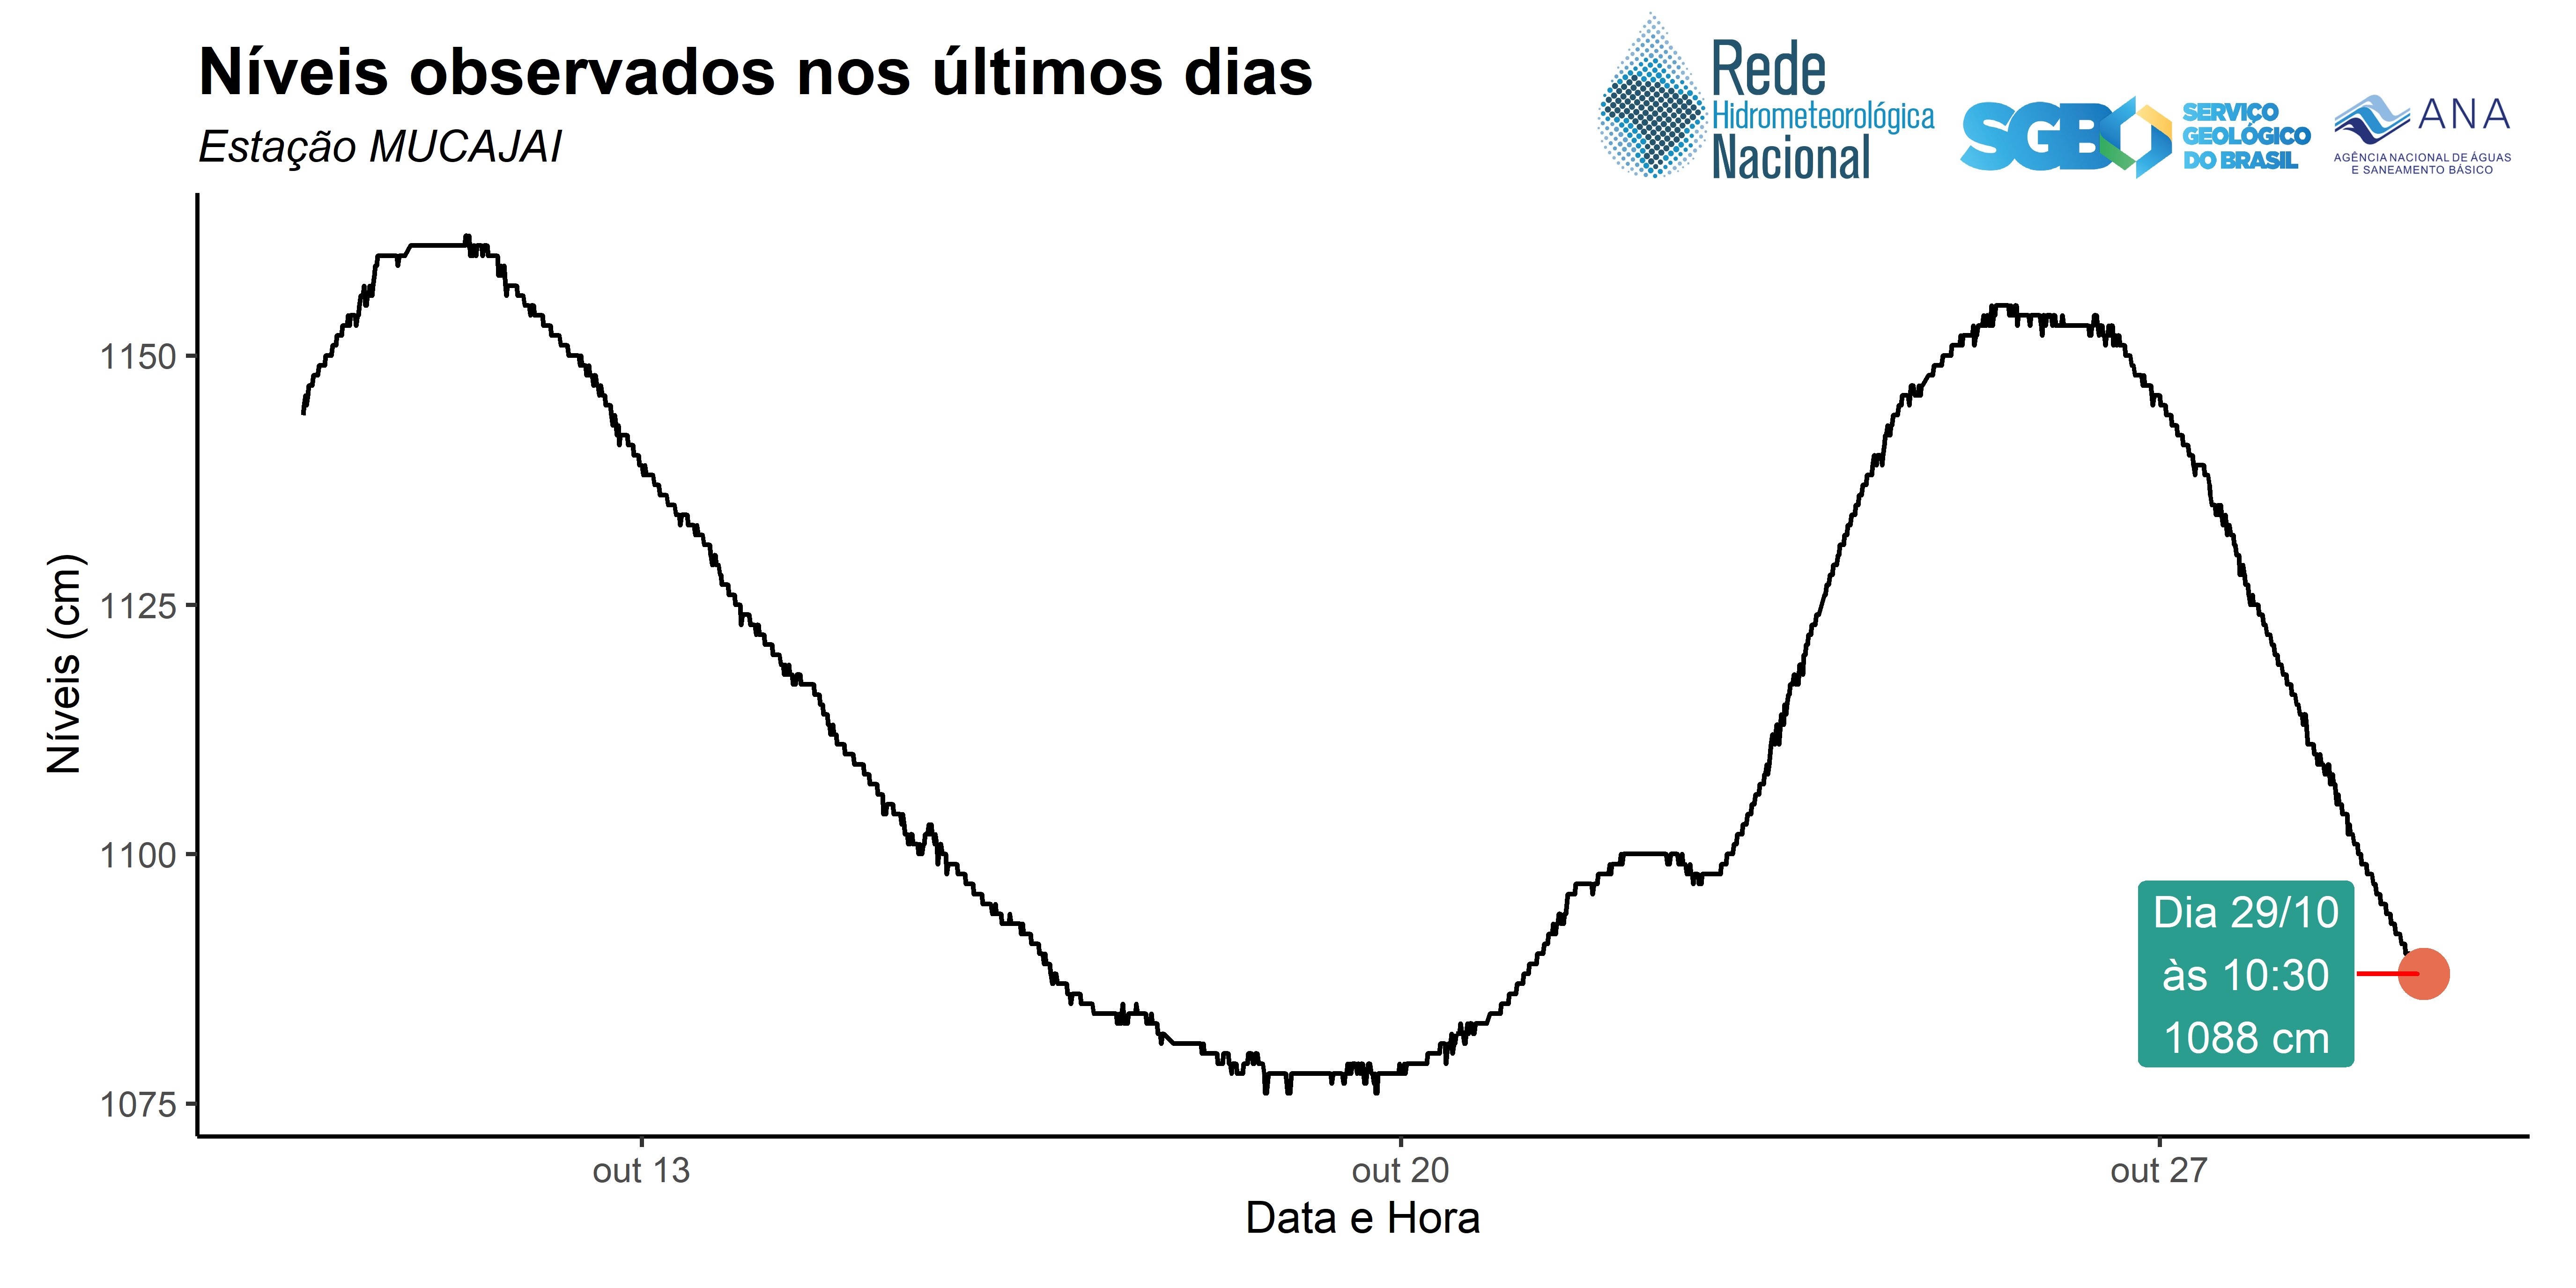 Níveis observados nos últimos dias
Estação MUCAJAI
Rede
Hidrometeorológica
Nacional
SGB
SERVIÇO
GEOLÓGICO
DO BRASIL
ANA
AGÊNCIA NACIONAL DE ÁGUAS
E SANEAMENTO BÁSICO
Níveis (cm)
1150
1125
1100
1075
Dia 29/10
às 10:30
1088 cm
out 13
out 20
out 27
Data e Hora